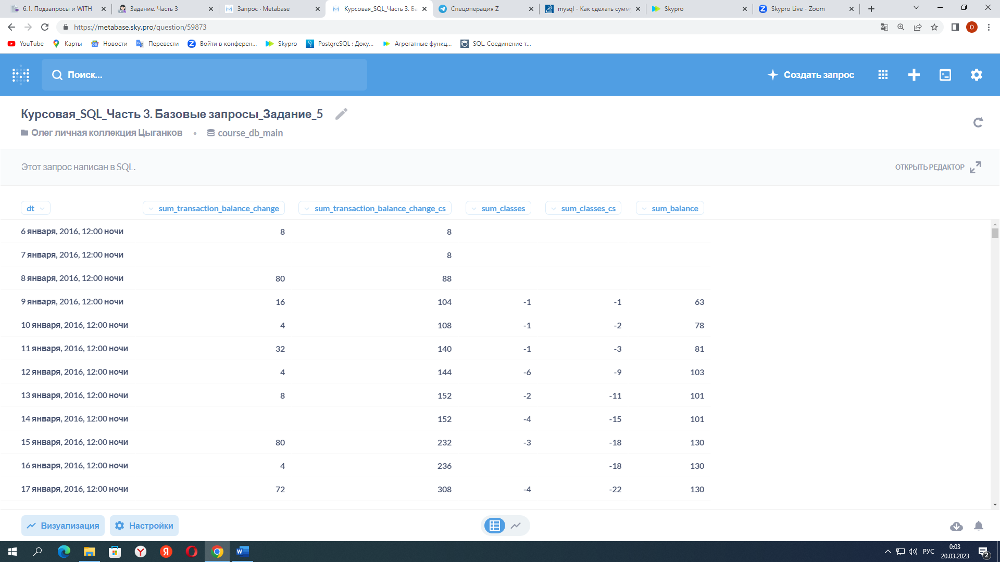 6.1. Подзапросы и WITH
Задание. Часть 3
Запрос · Metabase
Курсовая_SQL_Часть 3. Ба
Спецоперация Z
mysql - Как сделать сумму
Skypro
Skypro Live - Zoom
https://metabase.sky.pro/question/59873
О
YouTube
Карты
Новости
Перевести
Войти в конферен...
Skypro
PostgreSQL : Доку...
Агрегатные функц...
SQL. Соединение т...
Поиск...
Создать запрос
Курсовая_SQL_Часть 3. Базовые запросы_Задание_5
Олег личная коллекция Цыганков • course_db_main
Этот запрос написан в SQL.
ОТКРЫТЬ РЕДАКТОР
dt sum_transaction_balance_change sum_transaction_balance_change_cs sum_classes sum_classes_cs sum_balance
6 января, 2016, 12:00 ночи 8 8
7 января, 2016, 12:00 ночи 8
8 января, 2016, 12:00 ночи 80 88
9 января, 2016, 12:00 ночи 16 104 -1 -1 63
10 января, 2016, 12:00 ночи 4 108 -1 -2 78
11 января, 2016, 12:00 ночи 32 140 -1 -3 81
12 января, 2016, 12:00 ночи 4 144 -6 -9 103
13 января, 2016, 12:00 ночи 8 152 -2 -11 101
14 января, 2016, 12:00 ночи 152 -4 -15 101
15 января, 2016, 12:00 ночи 80 232 -3 -18 130
16 января, 2016, 12:00 ночи 4 236 -18 130
17 января, 2016, 12:00 ночи 72 308 -4 -22 130
Визуализация
Настройки
РУС
0:03
20.03.2023
2